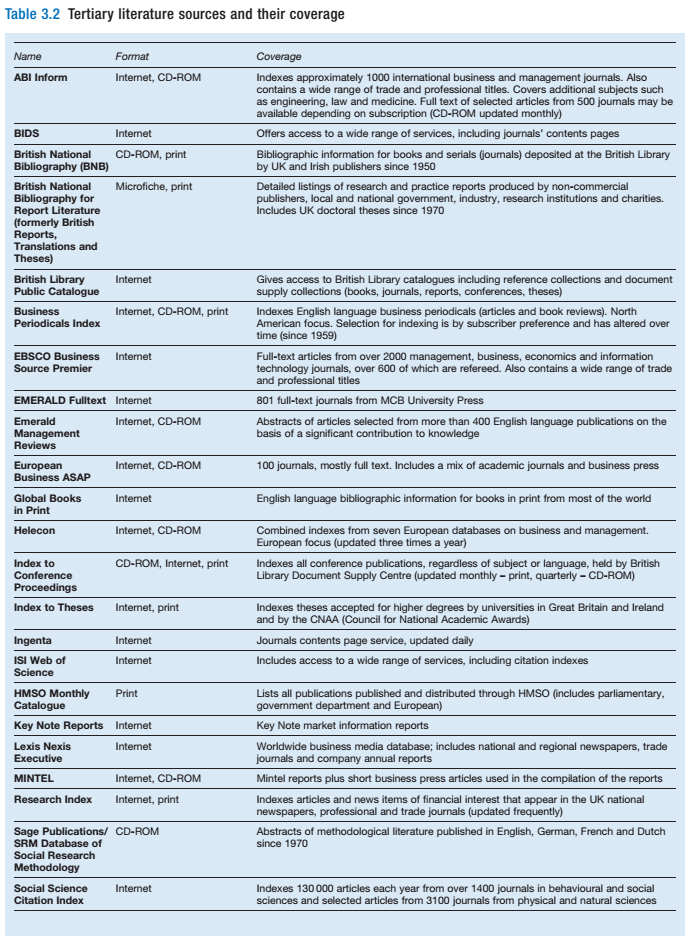 Table 3.2 Tertiary literature sources and their coverage
Name Format Coverage
ABI Inform Internet, CD-ROM Indexes approximately 1000 international business and management journals. Also
contains a wide range of trade and professional titles. Covers additional subjects such
as engineering, law and medicine. Full text of selected articles from 500 journals may be
available depending on subscription (CD-ROM updated monthly)
BIDS Internet Offers access to a wide range of services, including journals' contents pages
British National CD-ROM, print Bibliographic information for books and serials (journals) deposited at the British Library
Bibliography (BNB) by UK and Irish publishers since 1950
British National Microfiche, print Detailed listings of research and practice reports produced by non-commercial
Bibliography for publishers, local and national government, industry, research institutions and charities.
Report Literature Includes UK doctoral theses since 1970
(formerly British
Reports,
Translations and
Theses)
British Library Internet Gives access to British Library catalogues including reference collections and document
Public Catalogue supply collections (books, journals, reports, conferences, theses)
Business Internet, CD-ROM, print Indexes English language business periodicals (articles and book reviews). North
Periodicals Index American focus. Selection for indexing is by subscriber preference and has altered over
time (since 1959)
EBSCO Business Internet Full-text articles from over 2000 management, business, economics and information
Source Premier technology journals, over 600 of which are refereed. Also contains a wide range of trade
and professional titles
EMERALD Fulltext Internet 801 full-text journals from MCB University Press
Emerald Internet, CD-ROM Abstracts of articles selected from more than 400 English language publications on the
Management basis of a significant contribution to knowledge
Reviews
European Internet, CD-ROM 100 journals, mostly full text. Includes a mix of academic journals and business press
Business ASAP
Global Books Internet English language bibliographic information for books in print from most of the world
in Print
Helecon Internet, CD-ROM Combined indexes from seven European databases on business and management.
European focus (updated three times a year)
Index to CD-ROM, Internet, print Indexes all conference publications, regardless of subject or language, held by British
Conference Library Document Supply Centre (updated monthly – print, quarterly – CD-ROM)
Proceedings
Index to Theses Internet, print Indexes theses accepted for higher degrees by universities in Great Britain and Ireland
and by the CNAA (Council for National Academic Awards)
Ingenta Internet Journals contents page service, updated daily
ISI Web of Internet Includes access to a wide range of services, including citation indexes
Science
HMSO Monthly Print Lists all publications published and distributed through HMSO (includes parliamentary,
Catalogue government department and European)
Key Note Reports Internet Key Note market information reports
Lexis Nexis Internet Worldwide business media database; includes national and regional newspapers, trade
Executive journals and company annual reports
MINTEL Internet, CD-ROM Mintel reports plus short business press articles used in the compilation of the reports
Research Index Internet, print Indexes articles and news items of financial interest that appear in the UK national
newspapers, professional and trade journals (updated frequently)
Sage Publications/ CD-ROM Abstracts of methodological literature published in English, German, French and Dutch
SRM Database of since 1970
Social Research
Methodology
Social Science Internet Indexes 130 000 articles each year from over 1400 journals in behavioural and social
Citation Index sciences and selected articles from 3100 journals from physical and natural sciences